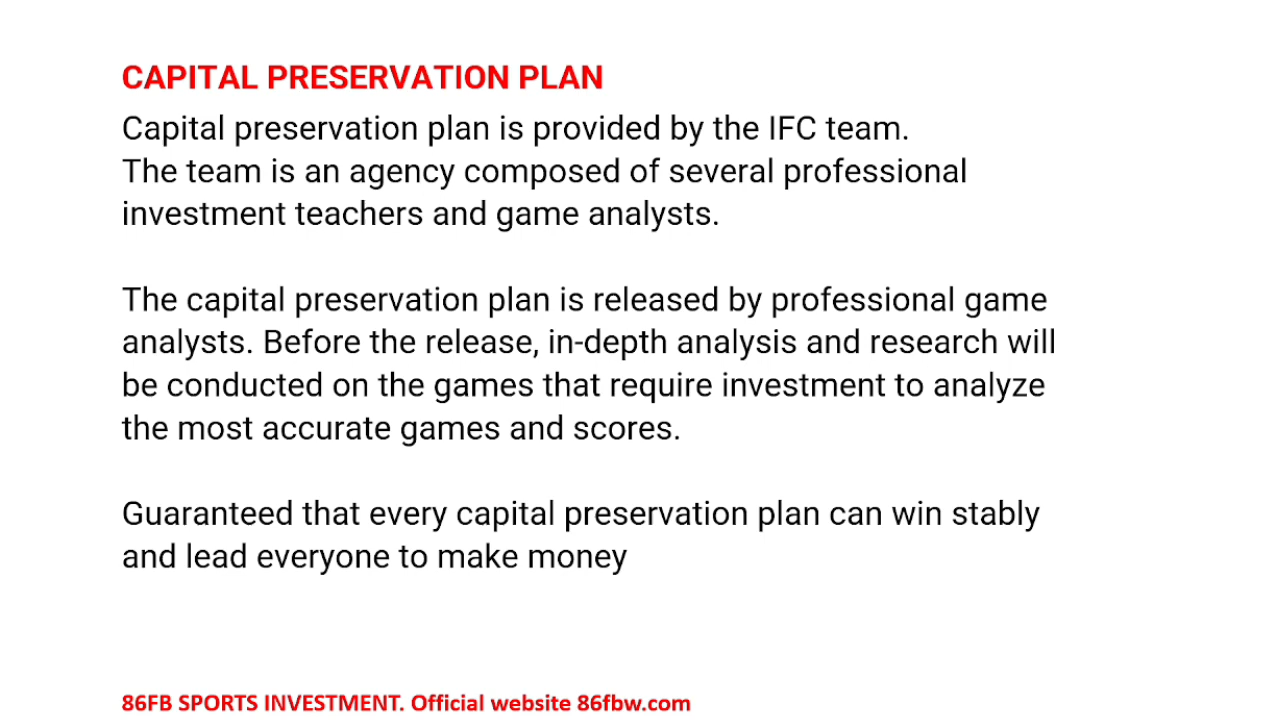 CAPITAL PRESERVATION PLAN
Capital preservation plan is provided by the IFC team.
The team is an agency composed of several professional
investment teachers and game analysts.
The capital preservation plan is released by professional game
analysts. Before the release, in-depth analysis and research will
be conducted on the games that require investment to analyze
the most accurate games and scores.
Guaranteed that every capital preservation plan can win stably
and lead everyone to make money
86FB SPORTS INVESTMENT. Official website 86fbw.com